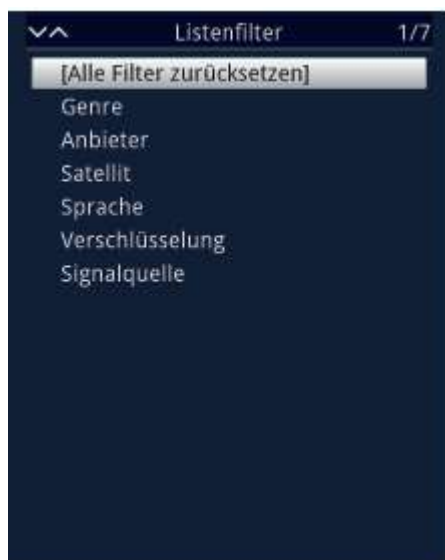 Listenfilter 1/7
[Alle Filter zurücksetzen]
Genre
Anbieter
Satellit
Sprache
Verschlüsselung
Signalquelle